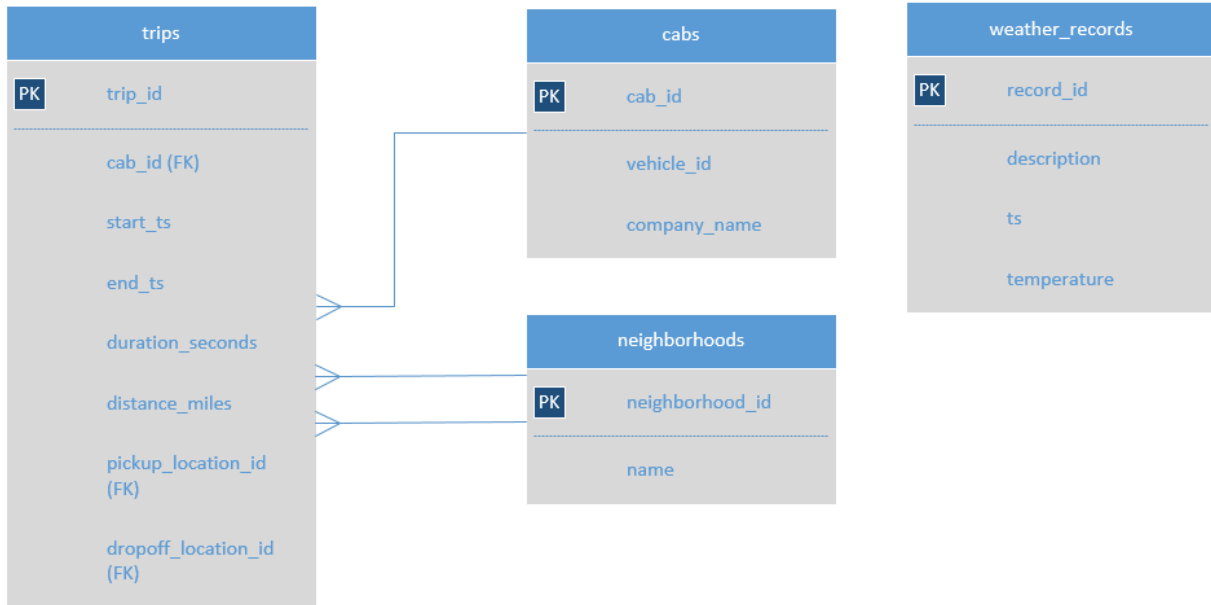 trips
PK
trip_id
cab_id (FK)
start_ts
end_ts
duration_seconds
distance_miles
pickup_location_id
(FK)
dropoff_location_id
(FK)
cabs
PK
cab_id
vehicle_id
company_name
neighborhoods
PK
neighborhood_id
name
weather_records
PK
record_id
description
ts
temperature